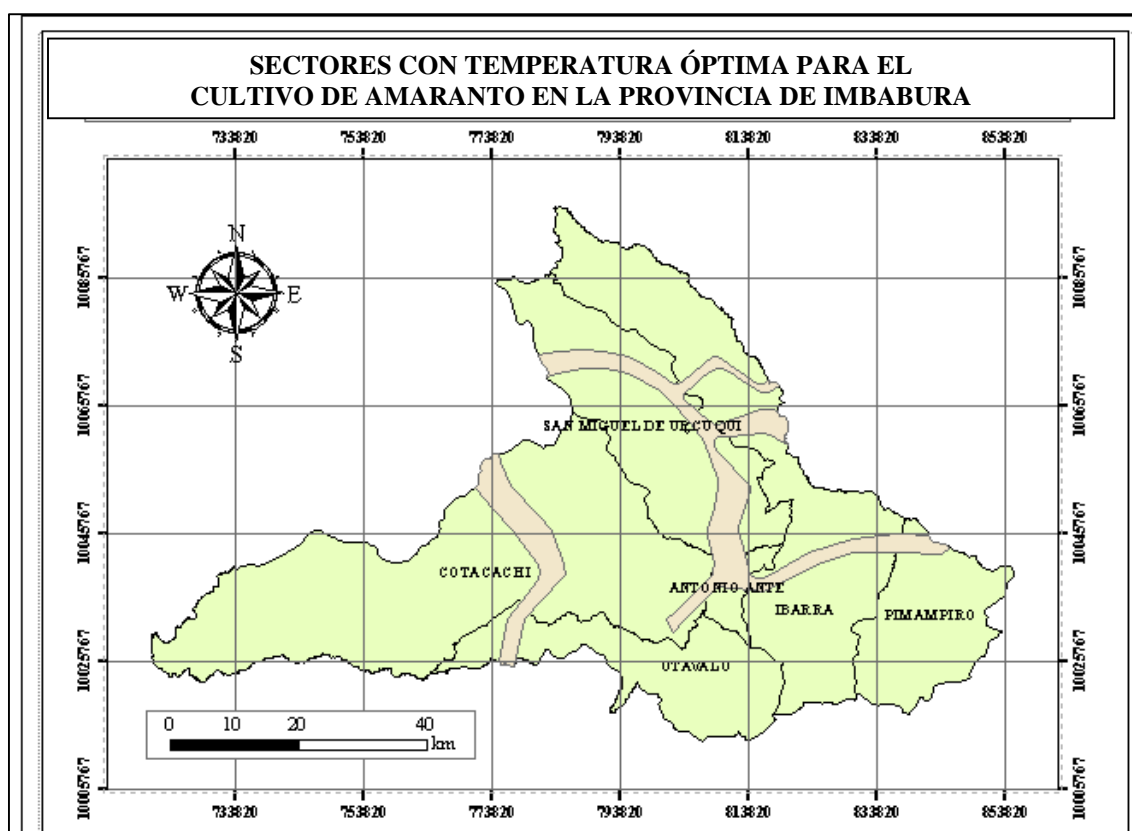 SECTORES CON TEMPERATURA ÓPTIMA PARA EL
CULTIVO DE AMARANTO EN LA PROVINCIA DE IMBABURA
733820 753820 773820 793820 813820 833820 853820
N
W E
S
10085767 10085767
10065767 10065767
SAN MIGUEL DE URCUQUI
10045767 10045767
COTACACHI
ANTONIO ANTE
IBARRA
PIMAMPIRO
OTAVALO
10025767 10025767
0 10 20 40
km
10005767 10005767
733820 753820 773820 793820 813820 833820 853820